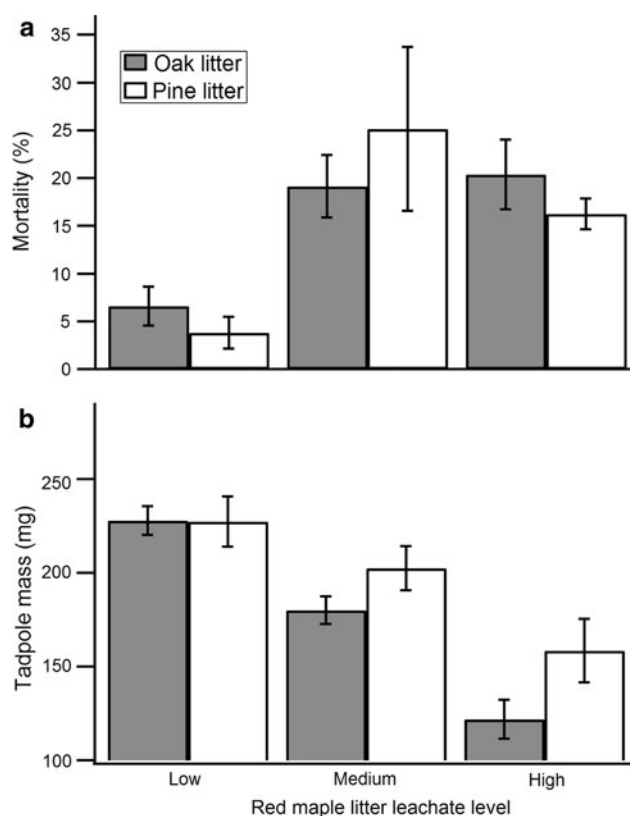 a
35
30
25
20
15
10
5
0
Mortality (%)
Oak litter
Pine litter
b
250
200
150
100
Tadpole mass (mg)
Low Medium High
Red maple litter leachate level